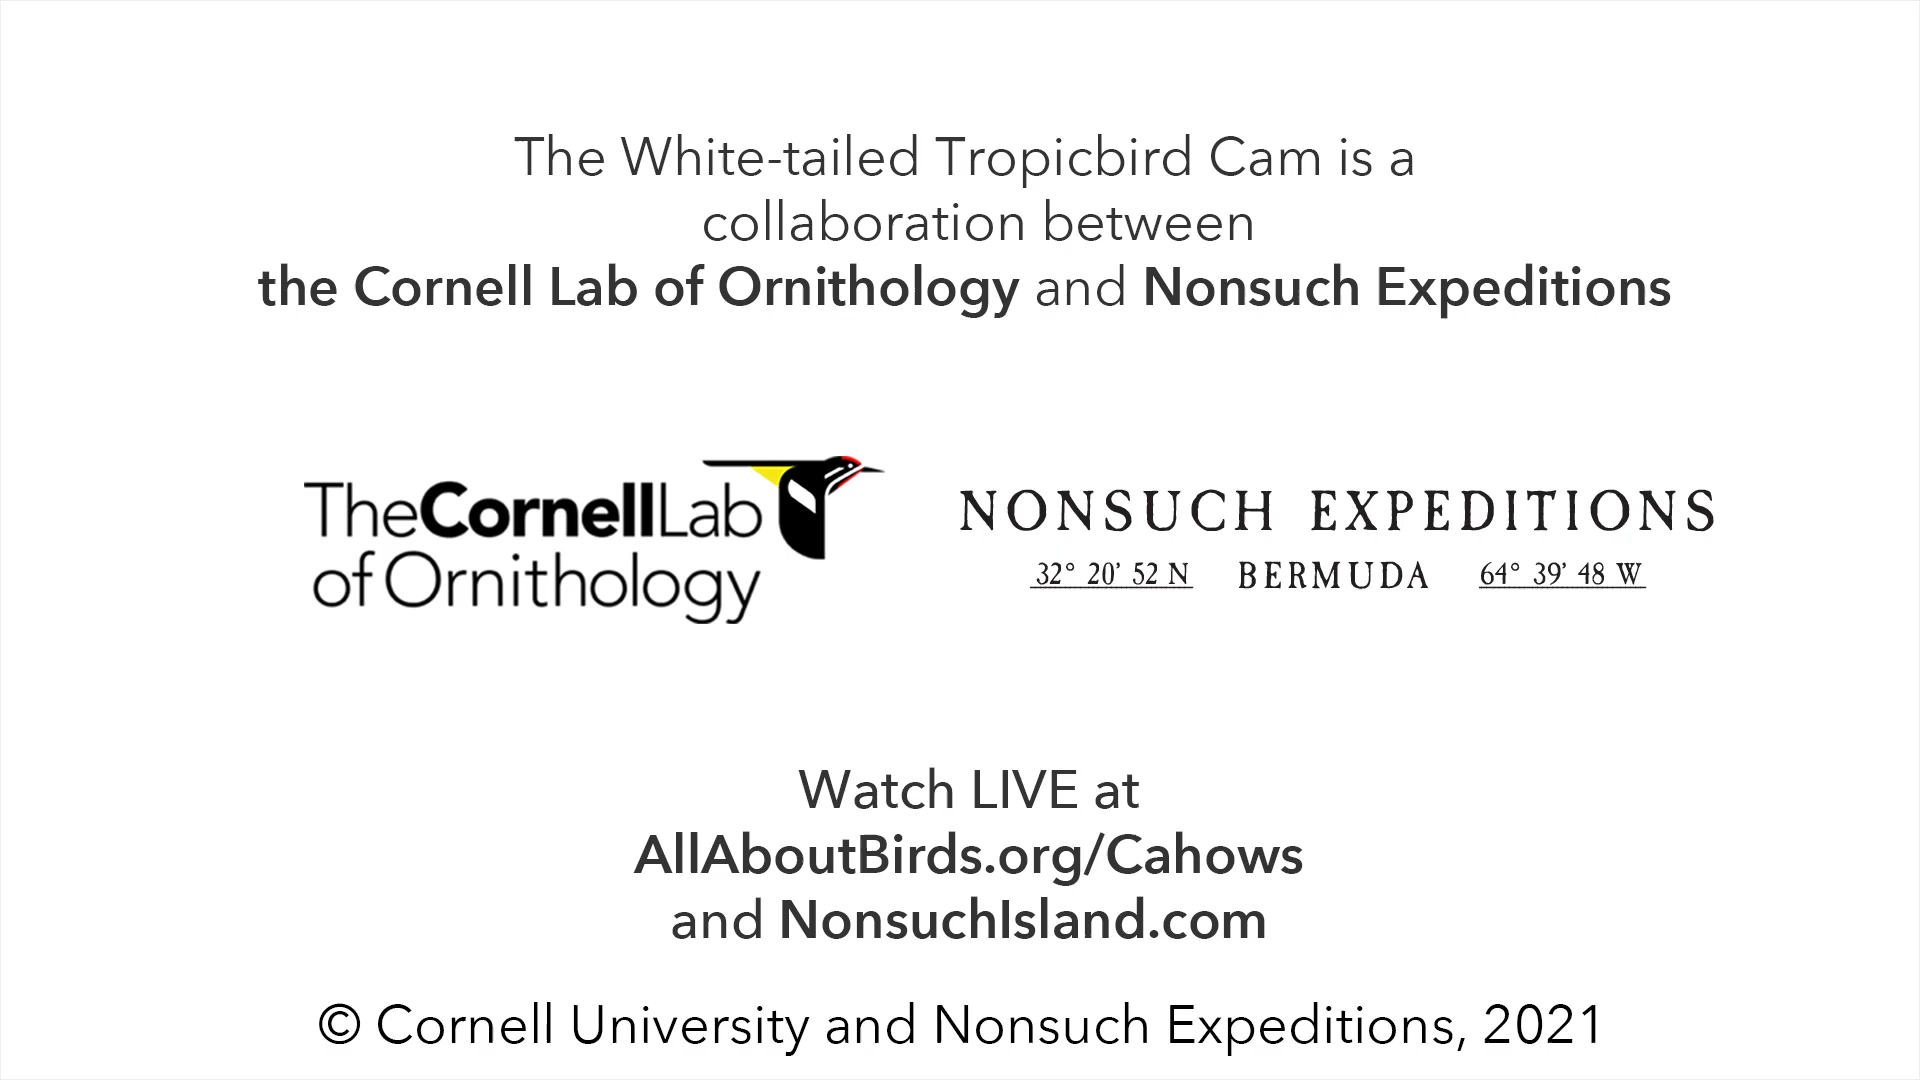 The White-tailed Tropicbird Cam is a
collaboration between
the Cornell Lab of Ornithology and Nonsuch Expeditions
TheCornellLab
of Ornithology
NONSUCH EXPEDITIONS
32° 20' 52 N BERMUDA 64° 39' 48 W
Watch LIVE at
AllAboutBirds.org/Cahows
and NonsuchIsland.com
© Cornell University and Nonsuch Expeditions, 2021